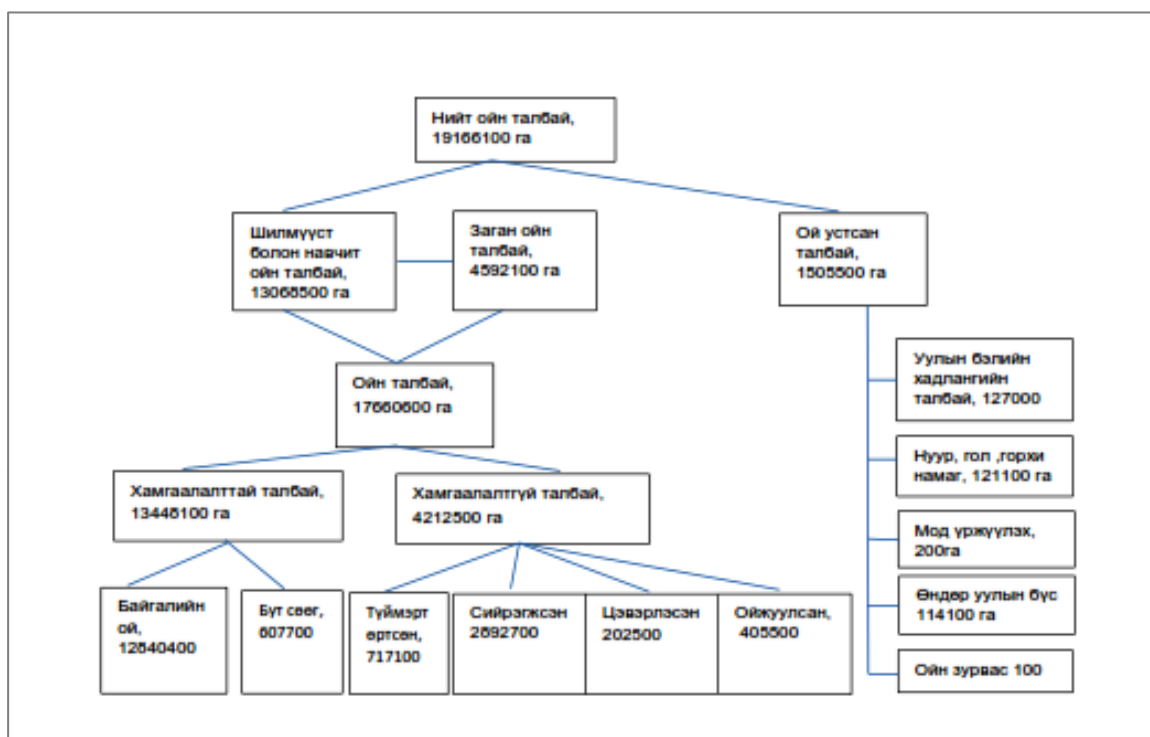 Нийт ойн талбай,
19166100 га
Шилмүүст
болон навчит
ойн талбай,
13068500 га
Заган ойн
талбай,
4592100 га
Ой устсан
талбай,
1505500 га
Ойн талбай,
17660600 га
Уулын бэлийн
хадлангийн
талбай, 127000
Нуур, гол ,горхи
намаг, 121100 га
Мод үржүүлэх,
200га
Өндөр уулын бүс
114100 га
Ойн зурвас 100
Хамгаалалттай талбай,
13448100 га
Хамгаалалтгүй талбай,
4212500 га
Байгалийн
ой,
12840400
Бут сөөг,
607700
Түймэрт
өртсөн,
717100
Сийрэгжсэн
2892700
Цэвэрлэсэн
202500
Ойжуулсан,
405500